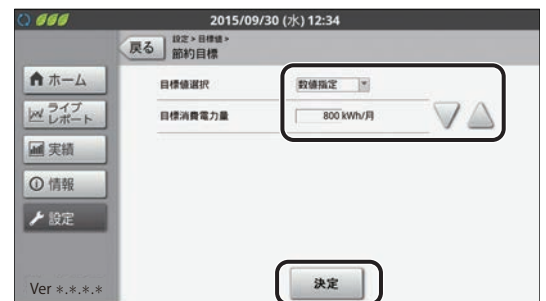 2015/09/30 (水) 12:34
戻る
設定 > 目標値 >
節約目標
ホーム
ライブ
レポート
実績
情報
設定
Ver *.*.*.*
目標値選択
数値指定
目標消費電力量
800 kWh/月
決定